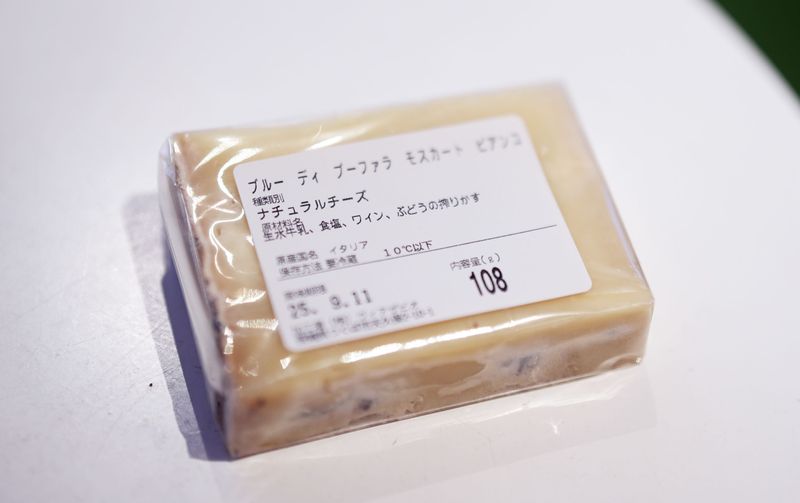 ブルー ディ ブーファラ モスカート ビアンコ
種類別
ナチュラルチーズ
原材料名
生水牛乳、食塩、ワイン、ぶどうの搾りかす
原産国名 イタリア
保存方法 要冷蔵 10℃以下
内容量(g)
108
25. 9.11